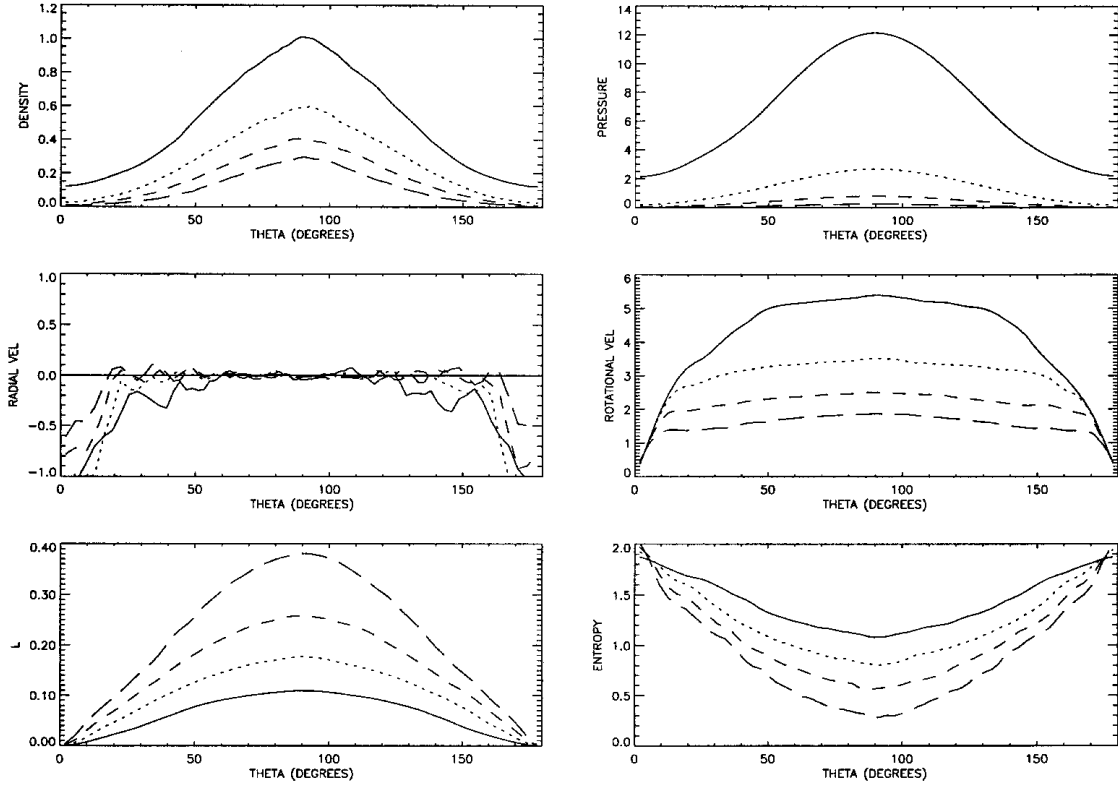 DENSITY
1.2
1.0
0.8
0.6
0.4
0.2
0.0
0 50 100 150
THETA (DEGREES)
PRESSURE
14
12
10
8
6
4
2
0
0 50 100 150
THETA (DEGREES)
RADIAL VEL
1.0
0.5
0.0
−0.5
−1.0
0 50 100 150
THETA (DEGREES)
ROTATIONAL VEL
6
5
4
3
2
1
0
0 50 100 150
THETA (DEGREES)
L
0.40
0.30
0.20
0.10
0.00
0 50 100 150
THETA (DEGREES)
ENTROPY
2.0
1.5
1.0
0.5
0.0
0 50 100 150
THETA (DEGREES)